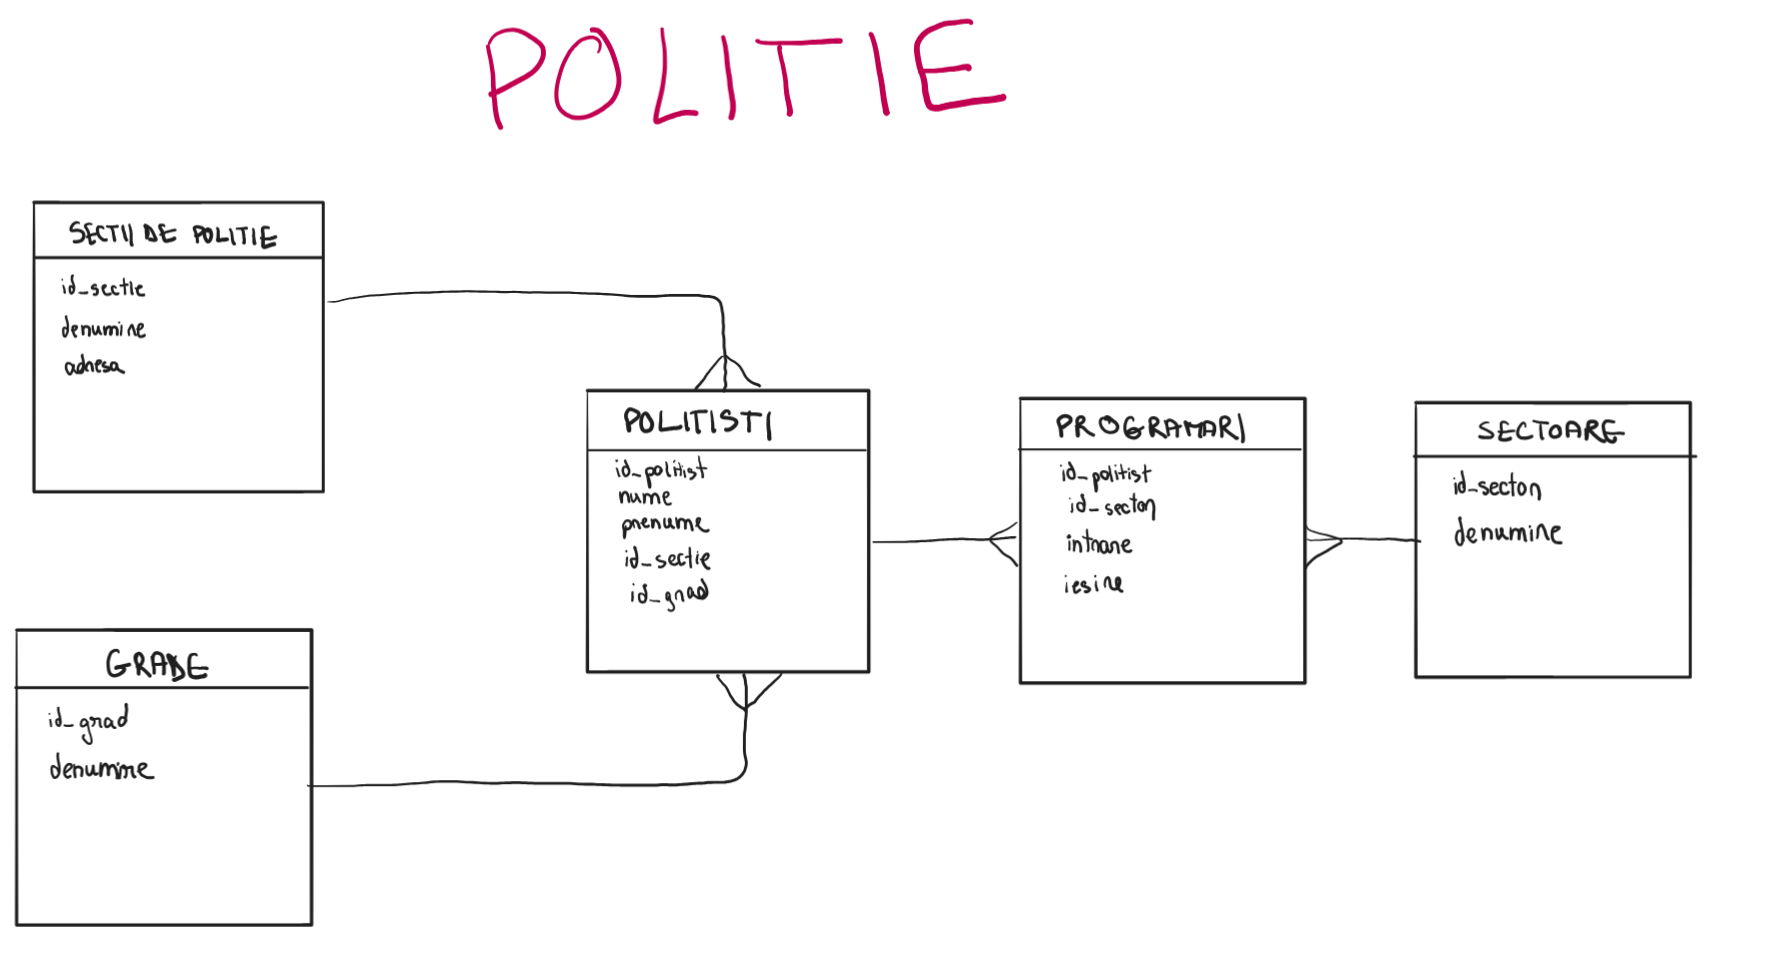 POLITIE
SECTII DE POLITIE
id_sectie
denumire
adresa
POLITISTI
id_politist
nume
prenume
id_sectie
id_grad
PROGRAMARI
id_politist
id_sector
intrare
iesire
SECTOARE
id_sector
denumire
GRADE
id_grad
denumire